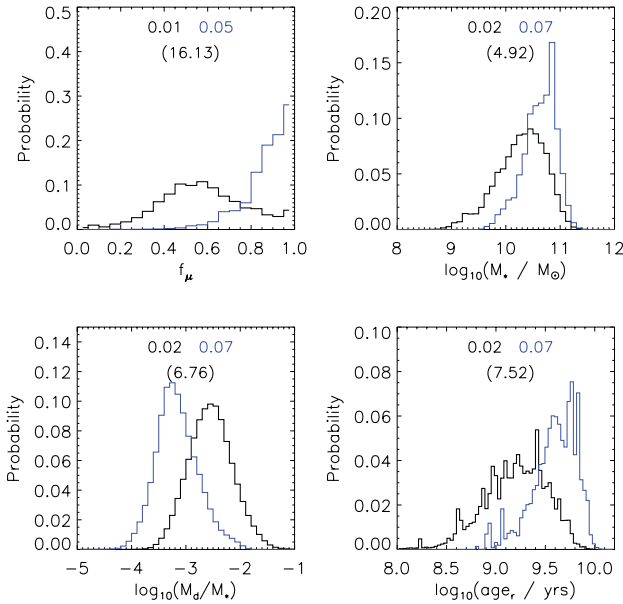 0.01 0.05
(16.13)
0.5
0.4
0.3
0.2
0.1
0.0
Probability
0.0 0.2 0.4 0.6 0.8 1.0
f_μ
0.02 0.07
(4.92)
0.20
0.15
0.10
0.05
0.00
Probability
8 9 10 11 12
log₁₀(M_* / M_⊙)
0.02 0.07
(6.76)
0.14
0.12
0.10
0.08
0.06
0.04
0.02
0.00
Probability
−5 −4 −3 −2 −1
log₁₀(M_d/M_*)
0.02 0.07
(7.52)
0.10
0.08
0.06
0.04
0.02
0.00
Probability
8.0 8.5 9.0 9.5 10.0
log₁₀(age_r / yrs)